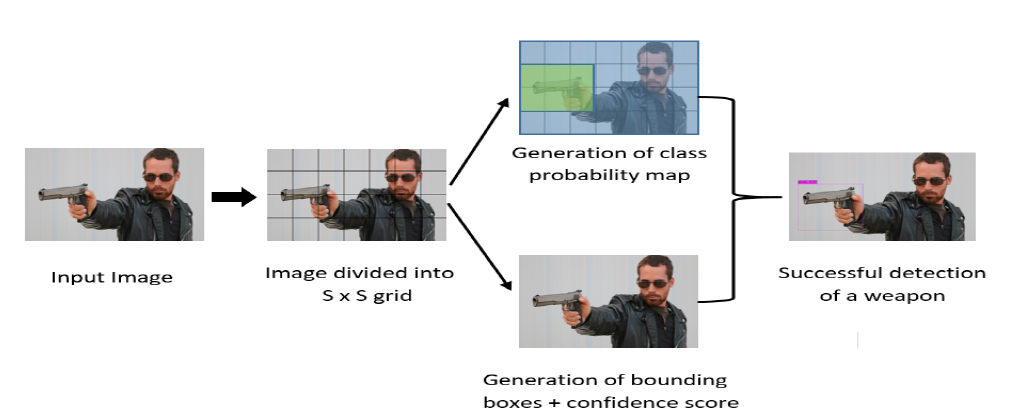 Input Image
Image divided into
S x S grid
Generation of class
probability map
Generation of bounding
boxes + confidence score
Successful detection
of a weapon